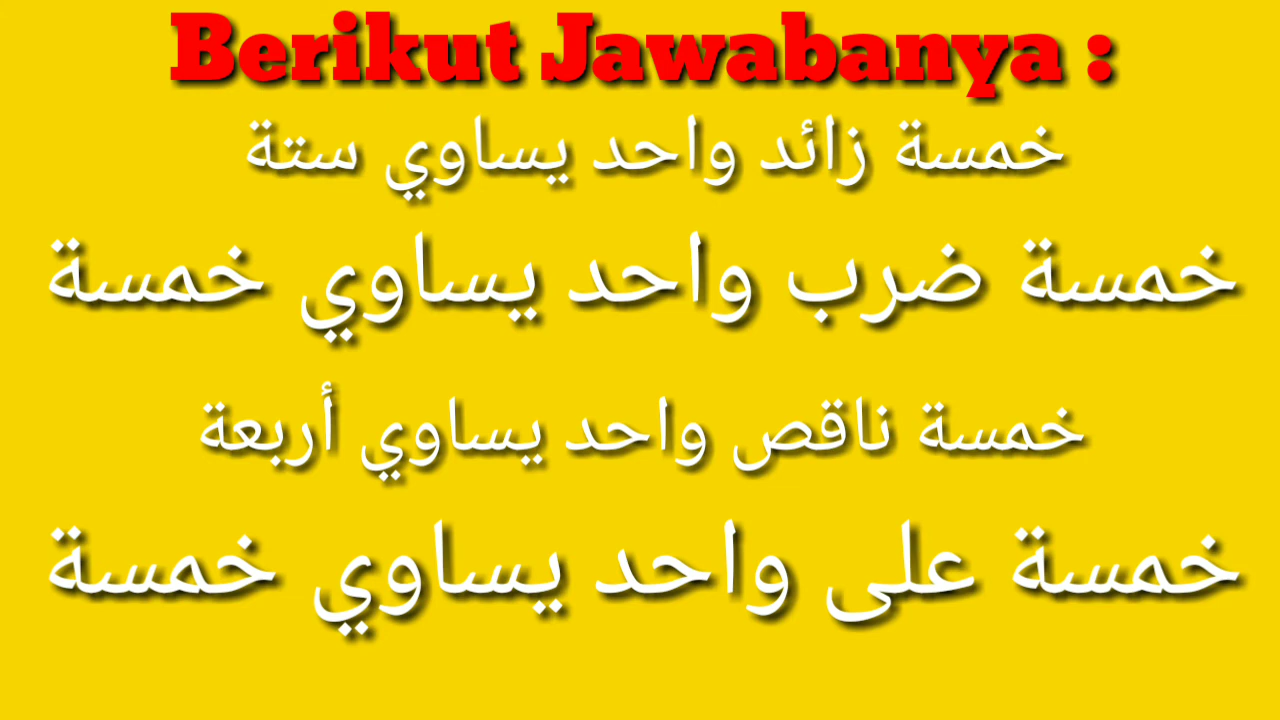 Berikut Jawabanya :
خمسة زائد واحد يساوي ستة
خمسة ضرب واحد يساوي خمسة
خمسة ناقص واحد يساوي أربعة
خمسة على واحد يساوي خمسة